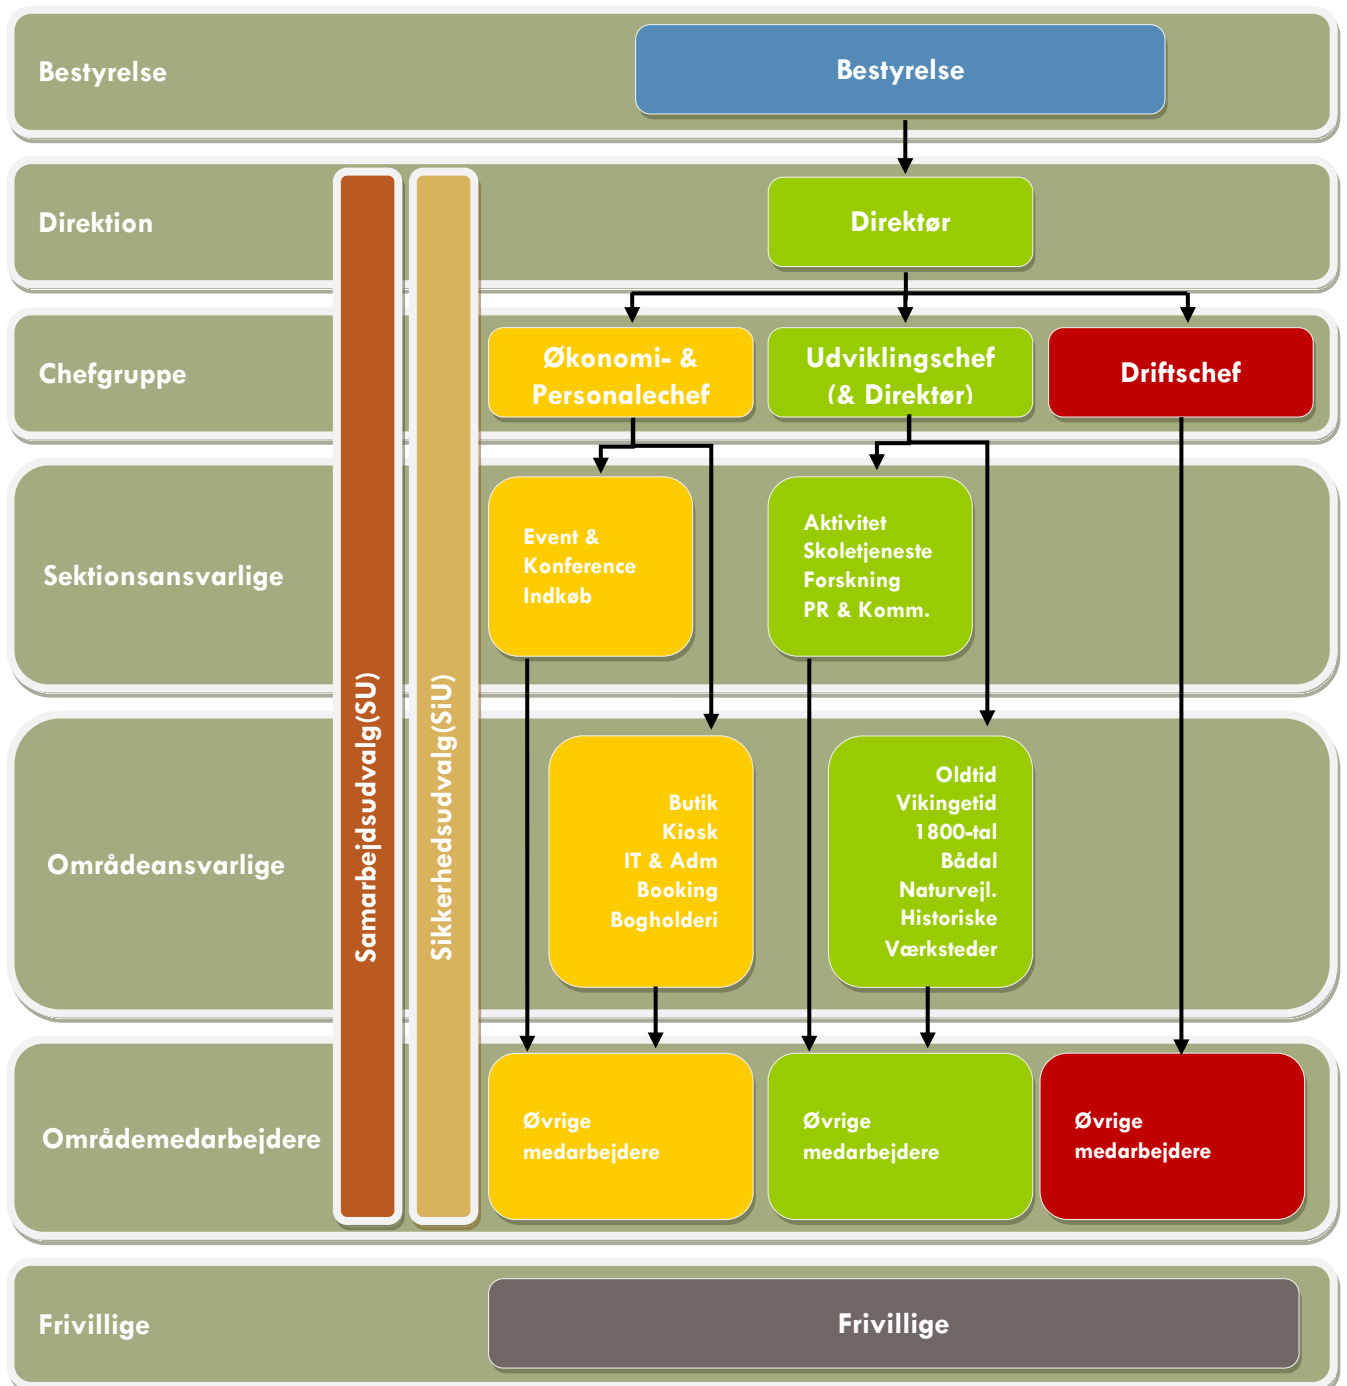 Bestyrelse
Bestyrelse
Direktion
Direktør
Chefgruppe
Økonomi- &
Personalechef
Udviklingschef
(& Direktør)
Driftschef
Sektionsansvarlige
Event &
Konference
Indkøb
Aktivitet
Skoletjeneste
Forskning
PR & Komm.
Samarbejdsudvalg(SU)
Sikkerhedsudvalg(SiU)
Områdeansvarlige
Butik
Kiosk
IT & Adm
Booking
Bogholderi
Oldtid
Vikingetid
1800-tal
Bådal
Naturvejl.
Historiske
Værksteder
Områdemedarbejdere
Øvrige
medarbejdere
Øvrige
medarbejdere
Øvrige
medarbejdere
Frivillige
Frivillige